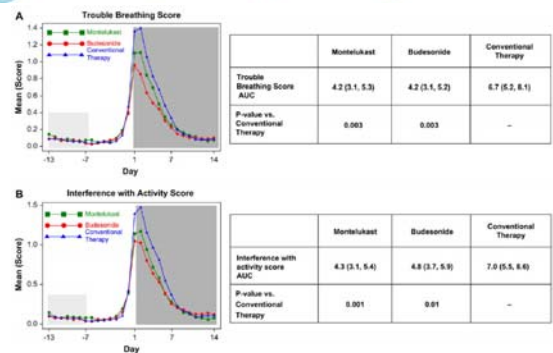 A
Trouble Breathing Score
Montelukast
Budesonide
Conventional
Therapy
Mean (Score)
1.4
1.2
1.0
0.8
0.6
0.4
0.2
0.0
-13 -7 1 7 14
Day
Montelukast Budesonide Conventional
Therapy
Trouble
Breathing Score
AUC
4.2 (3.1, 5.3) 4.2 (3.1, 5.2) 6.7 (5.2, 8.1)
P-value vs.
Conventional
Therapy
0.003 0.003 –
B
Interference with Activity Score
Montelukast
Budesonide
Conventional
Therapy
Mean (Score)
1.5
1.0
0.5
0.0
-13 -7 1 7 14
Day
Montelukast Budesonide Conventional
Therapy
Interference with
activity score
AUC
4.3 (3.1, 5.4) 4.8 (3.7, 5.9) 7.0 (5.5, 8.6)
P-value vs.
Conventional
Therapy
0.001 0.01 –